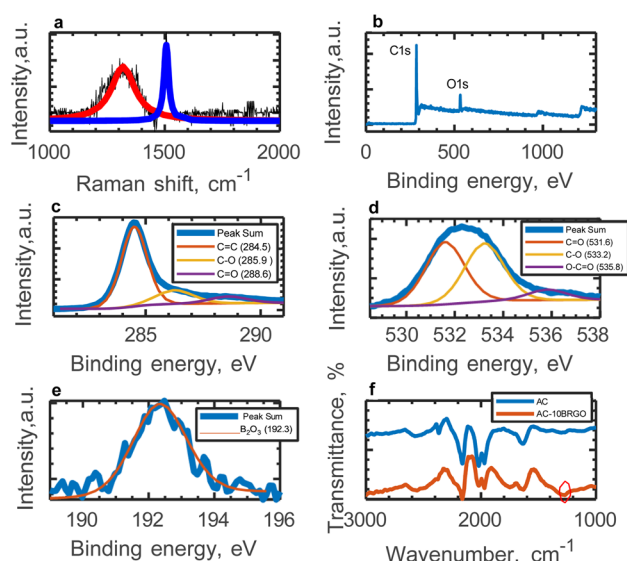 a
Intensity,a.u.
1000 1500 2000
Raman shift, cm-1
b
Intensity,a.u.
C1s
O1s
0 500 1000
Binding energy, eV
c
Intensity,a.u.
Peak Sum
C=C (284.5)
C-O (285.9 )
C=O (288.6)
285 290
Binding energy, eV
d
Intensity,a.u.
Peak Sum
C=O (531.6)
C-O (533.2)
O-C=O (535.8)
530 532 534 536 538
Binding energy, eV
e
Intensity,a.u.
Peak Sum
B2O3 (192.3)
190 192 194 196
Binding energy, eV
f
Transmittance, %
AC
AC-10BRGO
3000 2000 1000
Wavenumber, cm-1